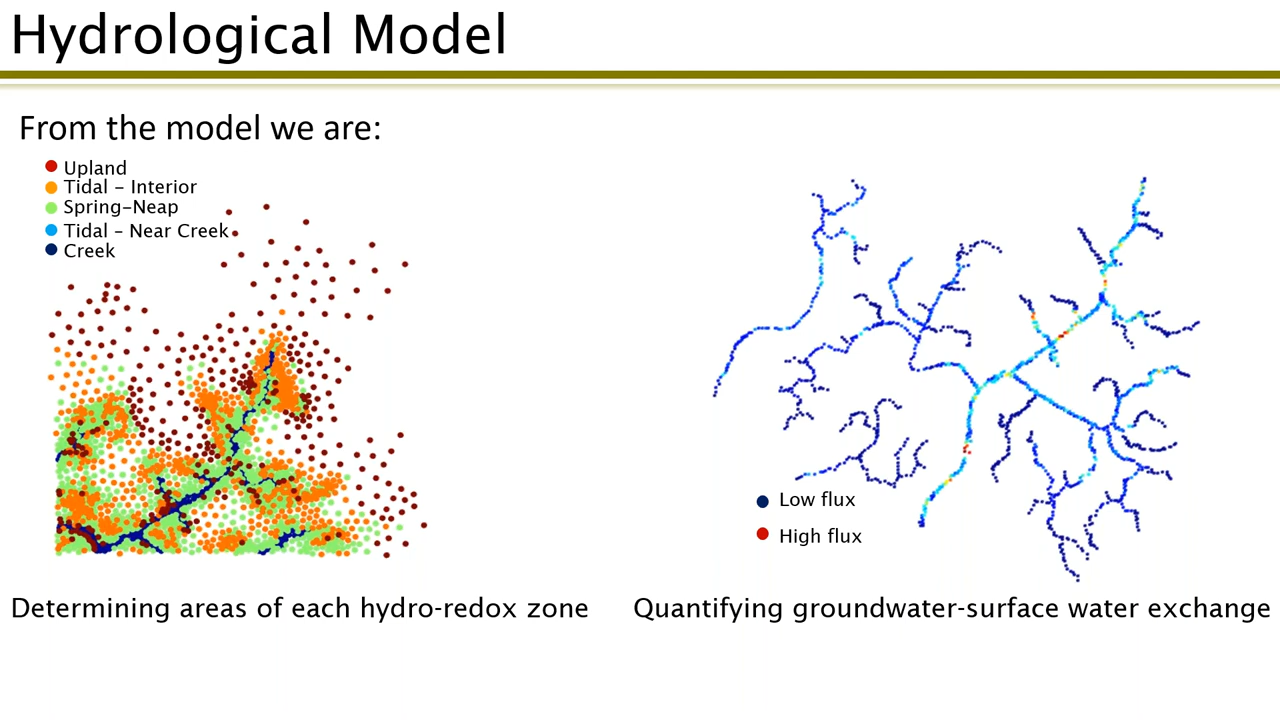 Hydrological Model
From the model we are:
Upland
Tidal – Interior
Spring–Neap
Tidal – Near Creek
Creek
Low flux
High flux
Determining areas of each hydro-redox zone
Quantifying groundwater-surface water exchange